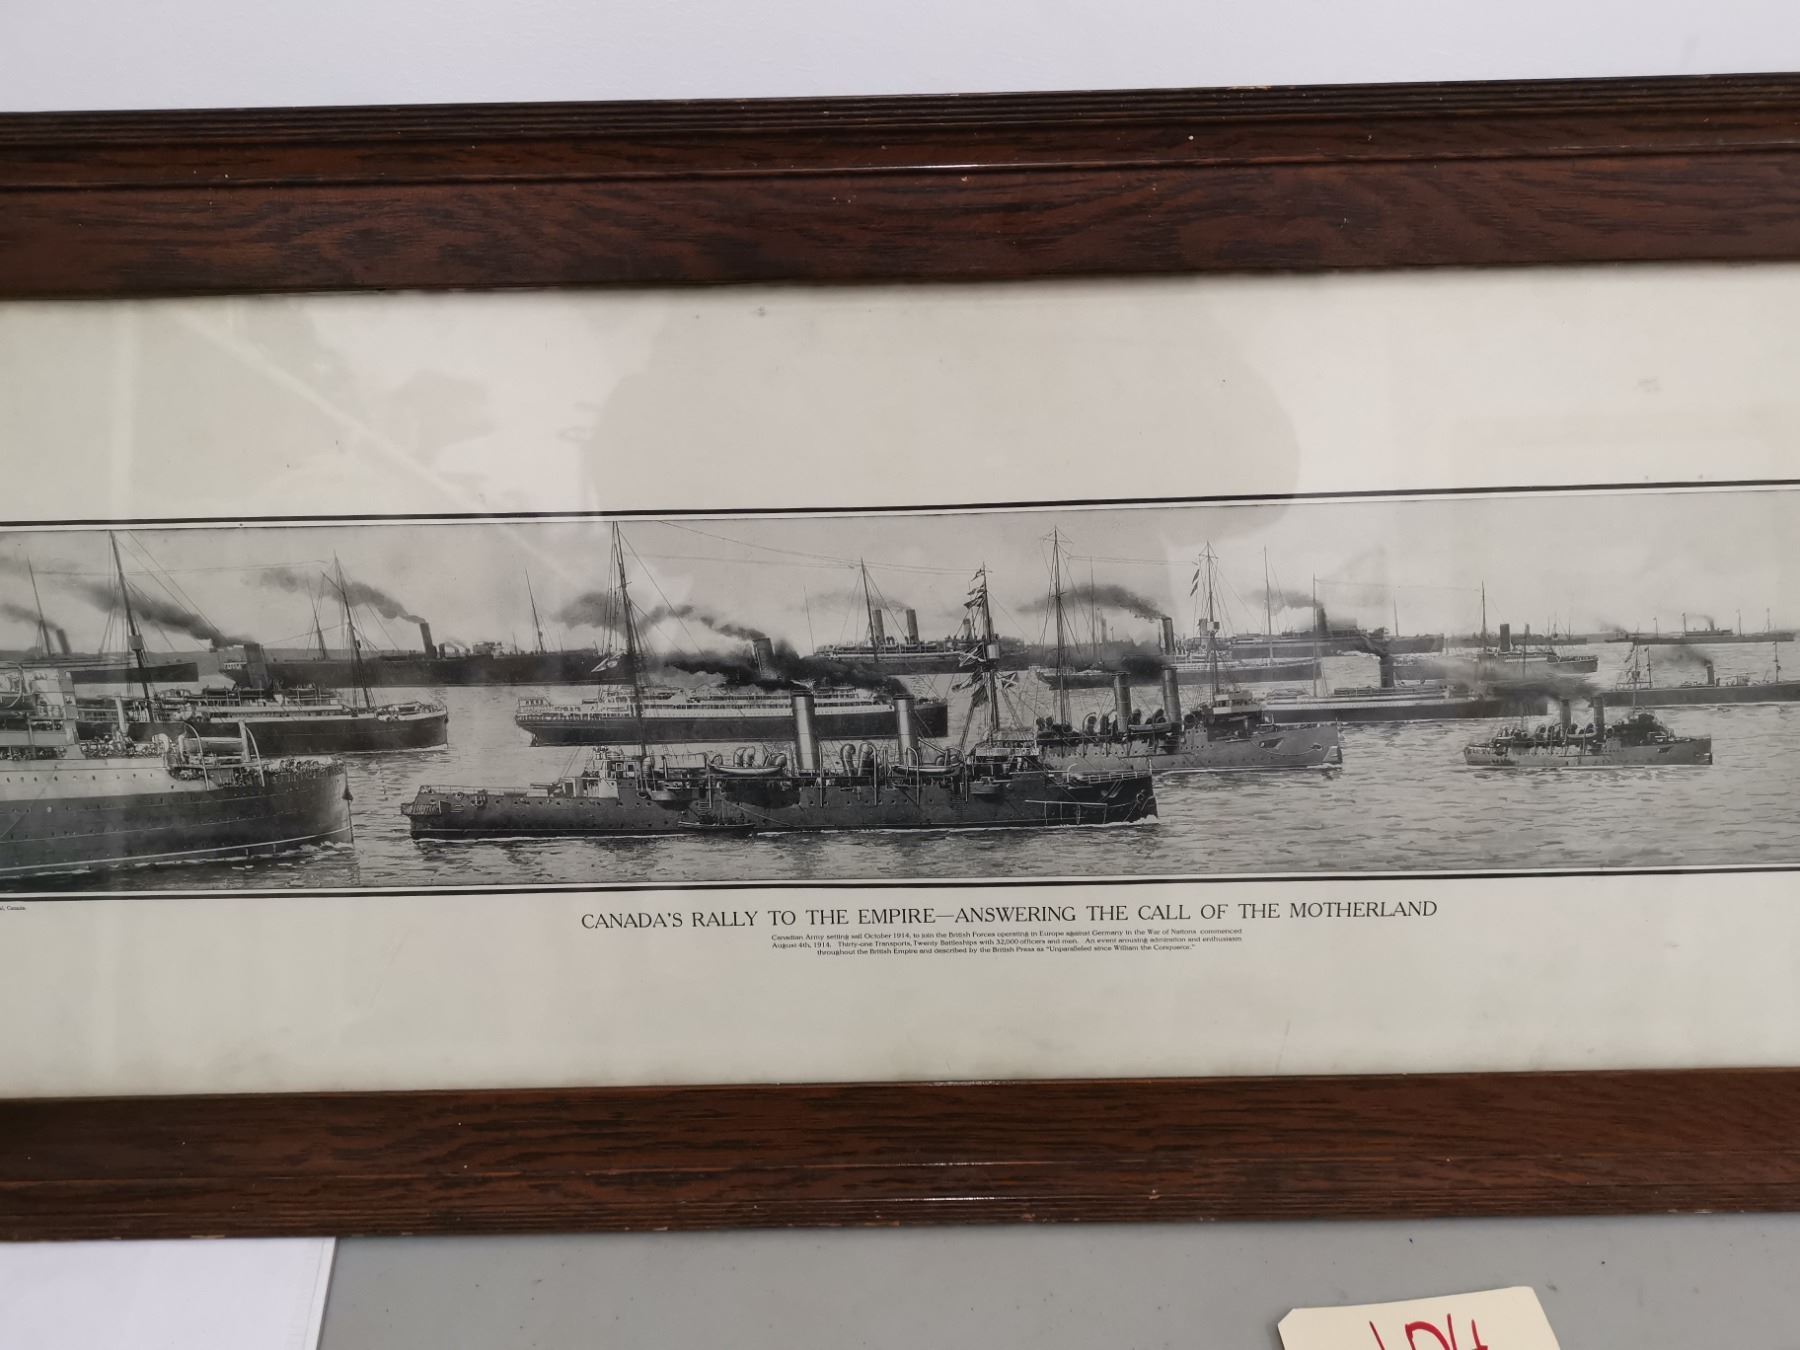 al, Canada
CANADA'S RALLY TO THE EMPIRE—ANSWERING THE CALL OF THE MOTHERLAND
Canadian Army setting sail October 1914, to join the British Forces operating in Europe against Germany in the War of Nations commenced
August 4th, 1914. Thirty-one Transports, Twenty Battleships with 32,000 officers and men. An event arousing admiration and enthusiasm
throughout the British Empire and described by the British Press as "Unparalleled since William the Conqueror."